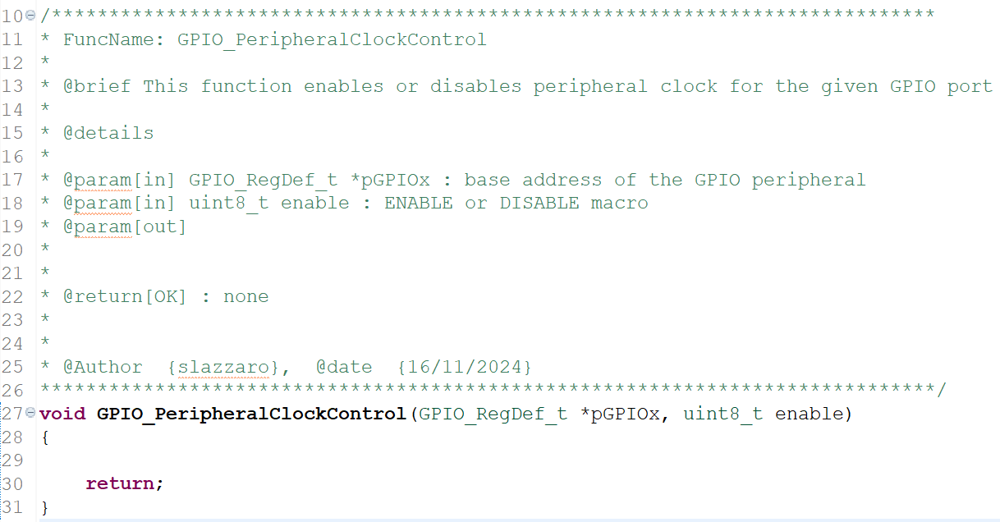 10 /*****************************************************************************
11 * FuncName: GPIO_PeripheralClockControl
12 *
13 * @brief This function enables or disables peripheral clock for the given GPIO port
14 *
15 * @details
16 *
17 * @param[in] GPIO_RegDef_t *pGPIOx : base address of the GPIO peripheral
18 * @param[in] uint8_t enable : ENABLE or DISABLE macro
19 * @param[out]
20 *
21 *
22 * @return[OK] : none
23 *
24 *
25 * @Author  {slazzaro},  @date  {16/11/2024}
26 ******************************************************************************/
27 void GPIO_PeripheralClockControl(GPIO_RegDef_t *pGPIOx, uint8_t enable)
28 {
29
30     return;
31 }